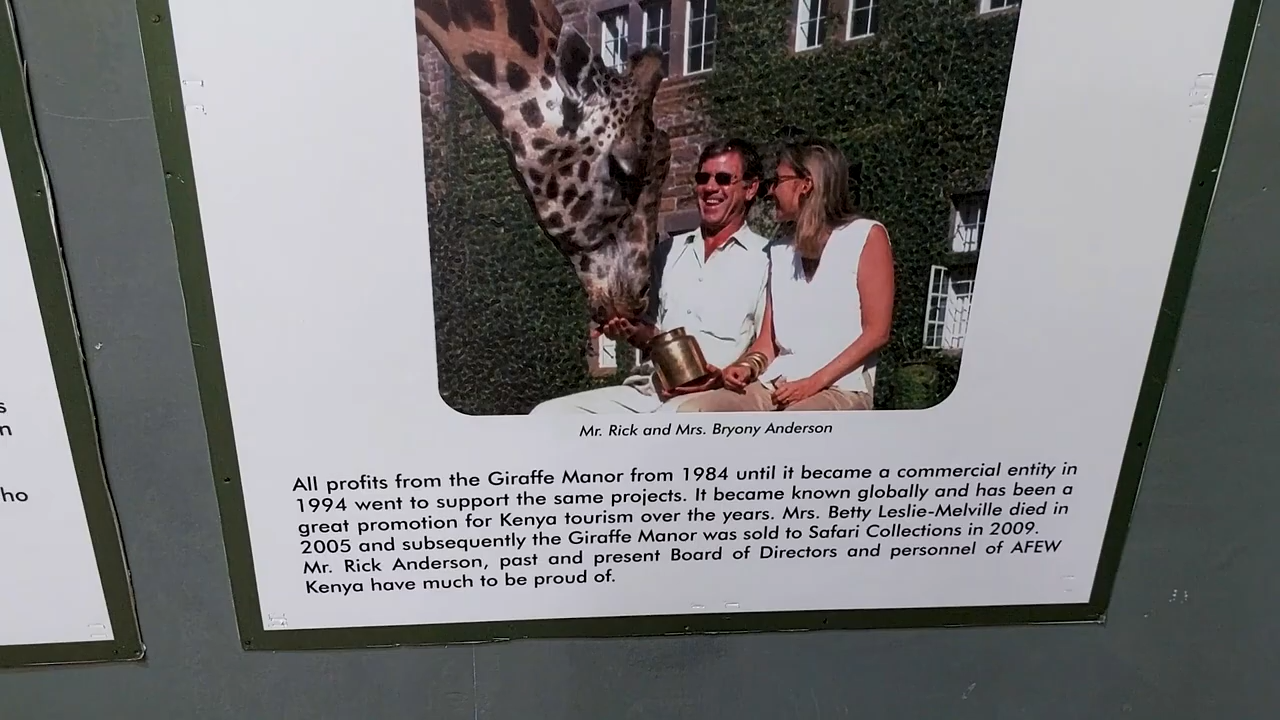 s
n
ho
Mr. Rick and Mrs. Bryony Anderson
All profits from the Giraffe Manor from 1984 until it became a commercial entity in
1994 went to support the same projects. It became known globally and has been a
great promotion for Kenya tourism over the years. Mrs. Betty Leslie-Melville died in
2005 and subsequently the Giraffe Manor was sold to Safari Collections in 2009.
Mr. Rick Anderson, past and present Board of Directors and personnel of AFEW
Kenya have much to be proud of.